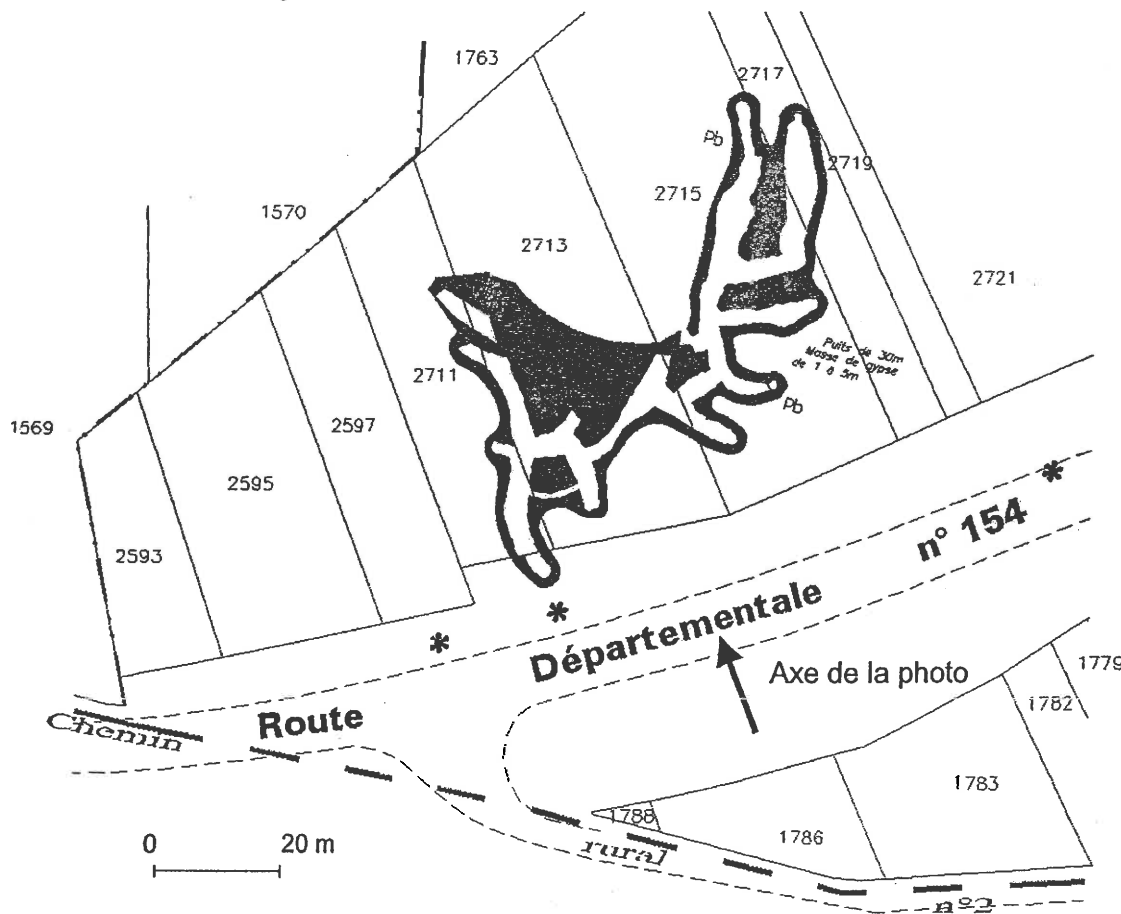 1763
2717
Pb
2719
2715
1570
2713
2721
2711
Puits de 30m
Masse de gypse
de 1 à 5m
Pb
1569
2597
2595
2593
*
n° 154
Départementale
*
*
Axe de la photo
1779
1782
Route
Chemin
1783
1788
1786
rural
n°2
0 20 m